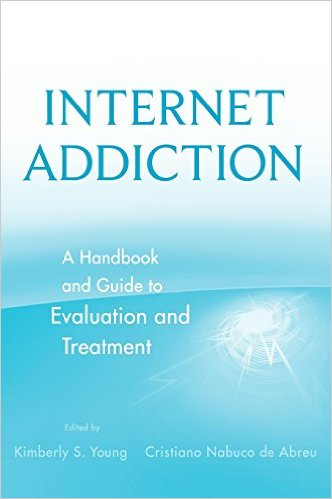 INTERNET
ADDICTION
A Handbook
and Guide to
Evaluation and
Treatment
Edited by
Kimberly S. Young Cristiano Nabuco de Abreu